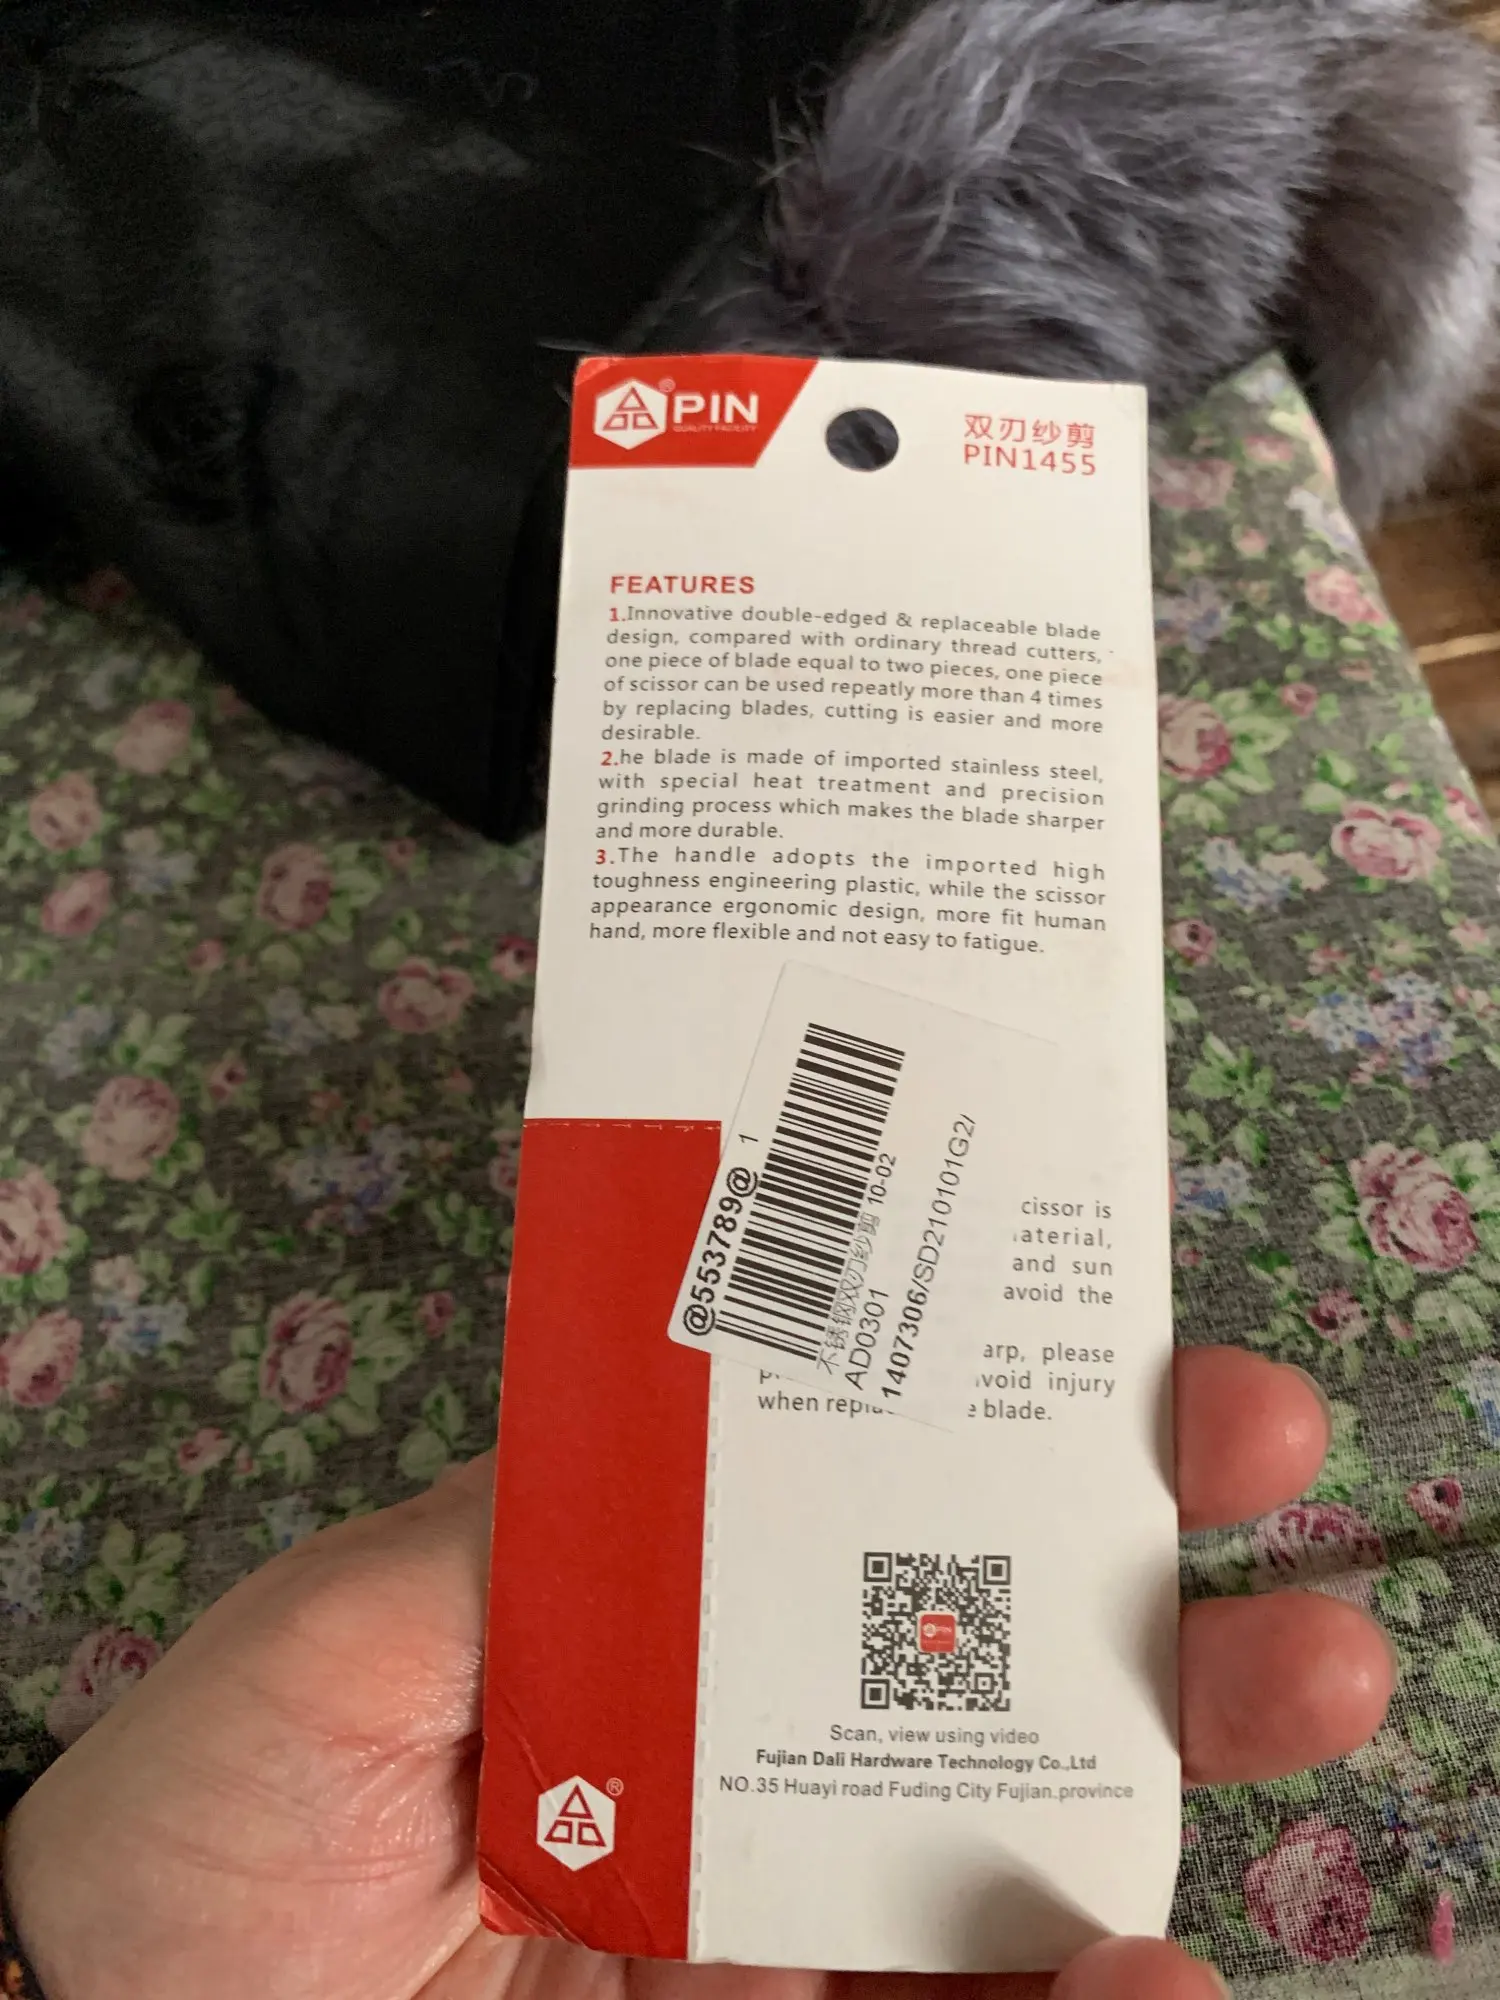 PIN
QUALITY FACILITY
®
双刃纱剪
PIN1455
FEATURES
1.Innovative double-edged & replaceable blade
design, compared with ordinary thread cutters,
one piece of blade equal to two pieces, one piece
of scissor can be used repeatly more than 4 times
by replacing blades, cutting is easier and more
desirable.
2.he blade is made of imported stainless steel,
with special heat treatment and precision
grinding process which makes the blade sharper
and more durable.
3.The handle adopts the imported high
toughness engineering plastic, while the scissor
appearance ergonomic design, more fit human
hand, more flexible and not easy to fatigue.
@553789@ 1
不锈钢双刃纱剪 10-02
AD0301
1407306/SD210101G2/
cissor is
aterial,
and sun
avoid the
arp, please
void injury
when repla e blade.
PIN
Scan, view using video
Fujian Dali Hardware Technology Co.,Ltd
NO.35 Huayi road Fuding City Fujian.province
®